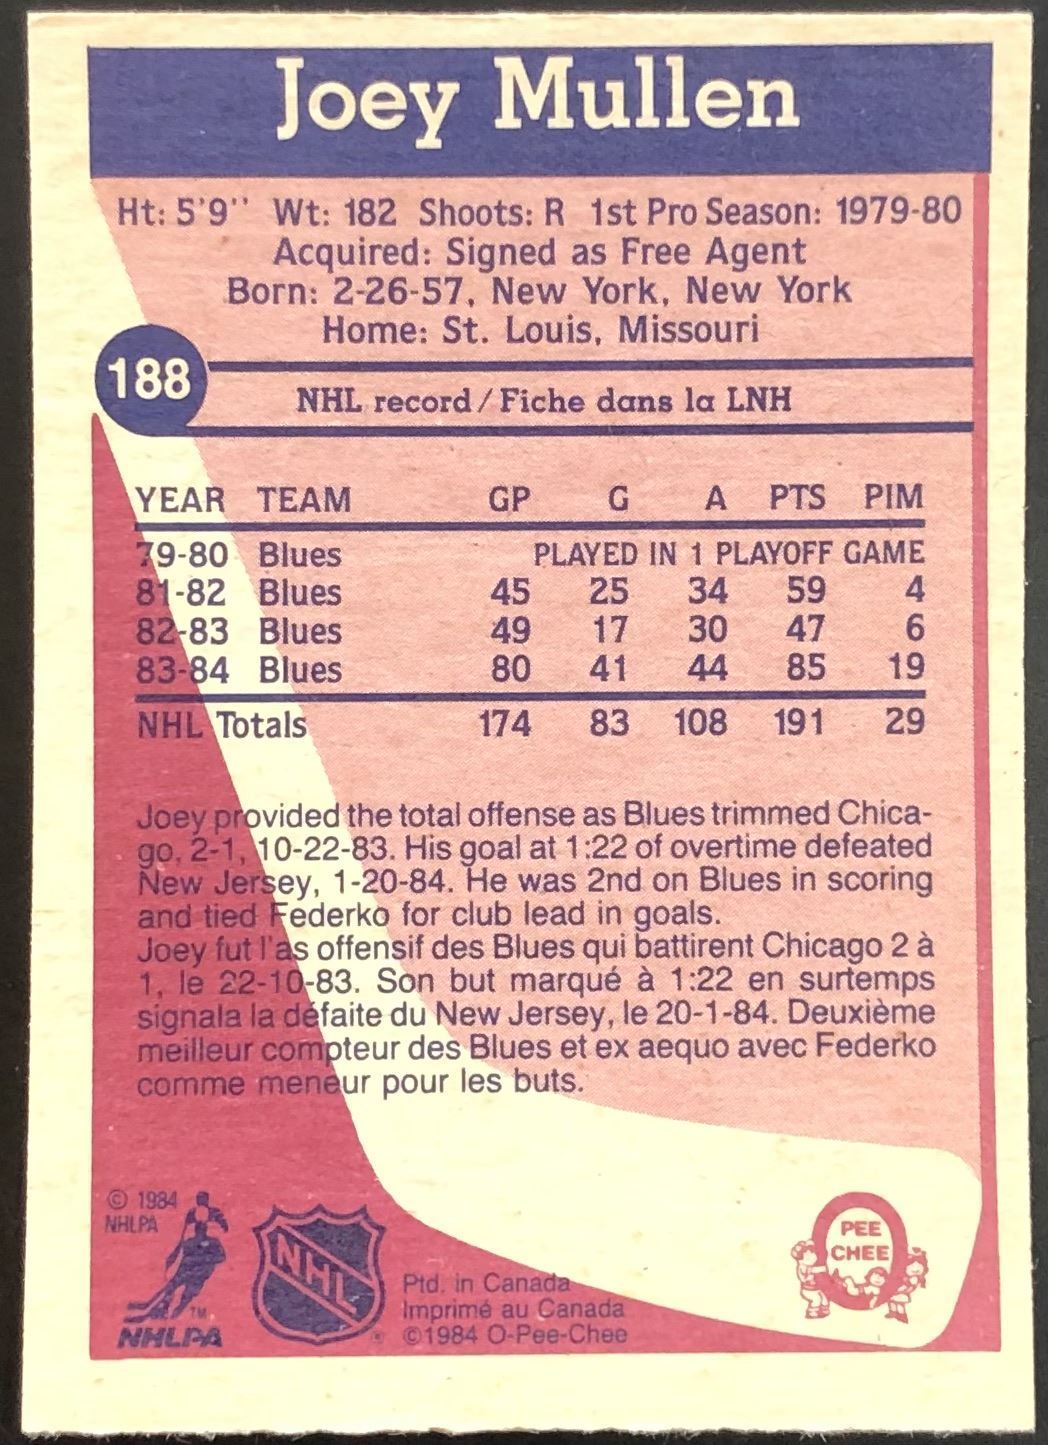 Joey Mullen
Ht: 5'9" Wt: 182 Shoots: R 1st Pro Season: 1979-80
Acquired: Signed as Free Agent
Born: 2-26-57, New York, New York
Home: St. Louis, Missouri
188
NHL record/Fiche dans la LNH
YEAR TEAM GP G A PTS PIM
79-80 Blues PLAYED IN 1 PLAYOFF GAME
81-82 Blues 45 25 34 59 4
82-83 Blues 49 17 30 47 6
83-84 Blues 80 41 44 85 19
NHL Totals 174 83 108 191 29
Joey provided the total offense as Blues trimmed Chica-
go, 2-1, 10-22-83. His goal at 1:22 of overtime defeated
New Jersey, 1-20-84. He was 2nd on Blues in scoring
and tied Federko for club lead in goals.
Joey fut l'as offensif des Blues qui battirent Chicago 2 à
1, le 22-10-83. Son but marqué à 1:22 en surtemps
signala la défaite du New Jersey, le 20-1-84. Deuxième
meilleur compteur des Blues et ex aequo avec Federko
comme meneur pour les buts.
© 1984
NHLPA
TM
NHLPA
NHL
®
Ptd. in Canada
Imprimé au Canada
©1984 O-Pee-Chee
PEE
CHEE